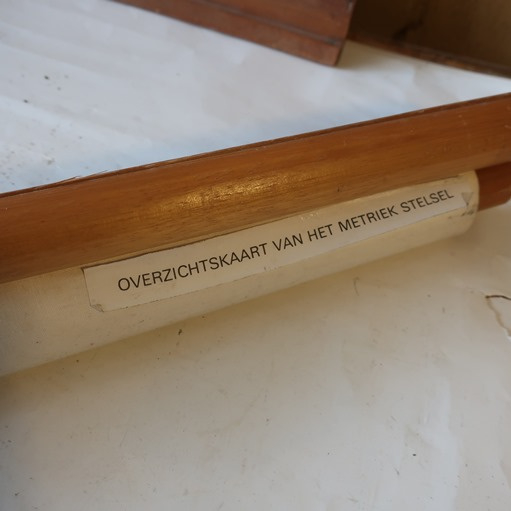 OVERZICHTSKAART VAN HET METRIEK STELSEL